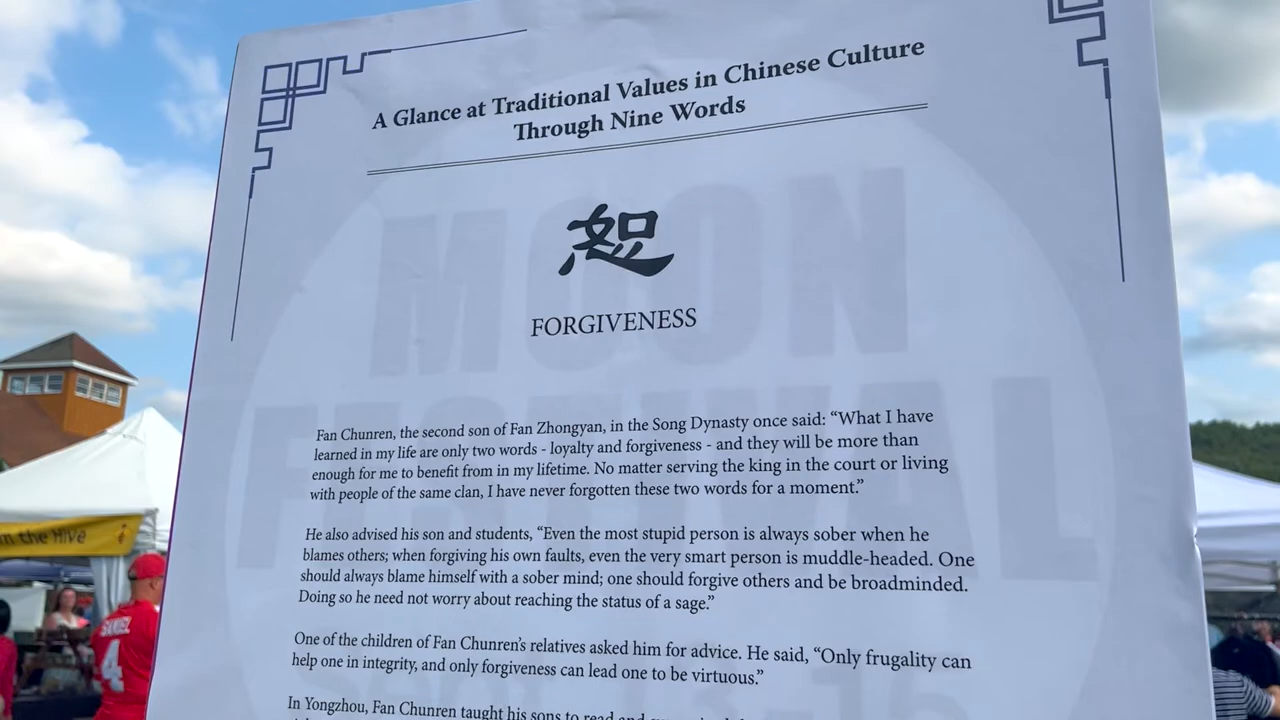 A Glance at Traditional Values in Chinese Culture
Through Nine Words
恕
FORGIVENESS
MOON
FESTIVAL
Fan Chunren, the second son of Fan Zhongyan, in the Song Dynasty once said: “What I have
learned in my life are only two words - loyalty and forgiveness - and they will be more than
enough for me to benefit from in my lifetime. No matter serving the king in the court or living
with people of the same clan, I have never forgotten these two words for a moment.”
He also advised his son and students, “Even the most stupid person is always sober when he
blames others; when forgiving his own faults, even the very smart person is muddle-headed. One
should always blame himself with a sober mind; one should forgive others and be broadminded.
Doing so he need not worry about reaching the status of a sage.”
One of the children of Fan Chunren’s relatives asked him for advice. He said, “Only frugality can
help one in integrity, and only forgiveness can lead one to be virtuous.”
In Yongzhou, Fan Chunren taught his sons to read and
the Hive
4